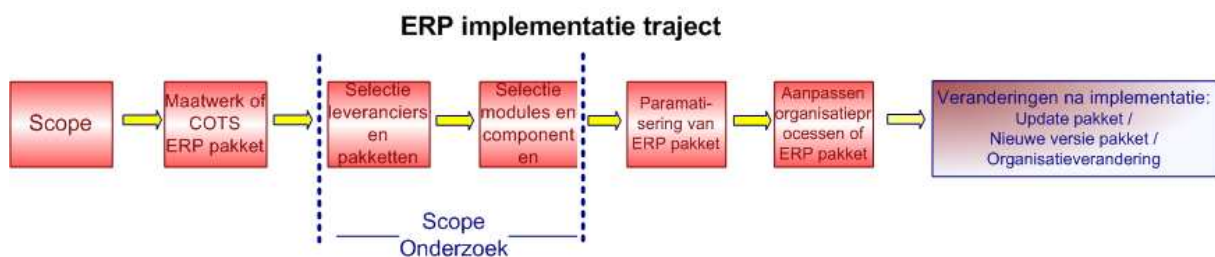 ERP implementatie traject
Scope
Maatwerk of
COTS
ERP pakket
Selectie
leveranciers
en
pakketten
Selectie
modules en
component
en
Paramati-
sering van
ERP pakket
Aanpassen
organisatiepr
ocessen of
ERP pakket
Veranderingen na implementatie:
Update pakket /
Nieuwe versie pakket /
Organisatieverandering
Scope
Onderzoek